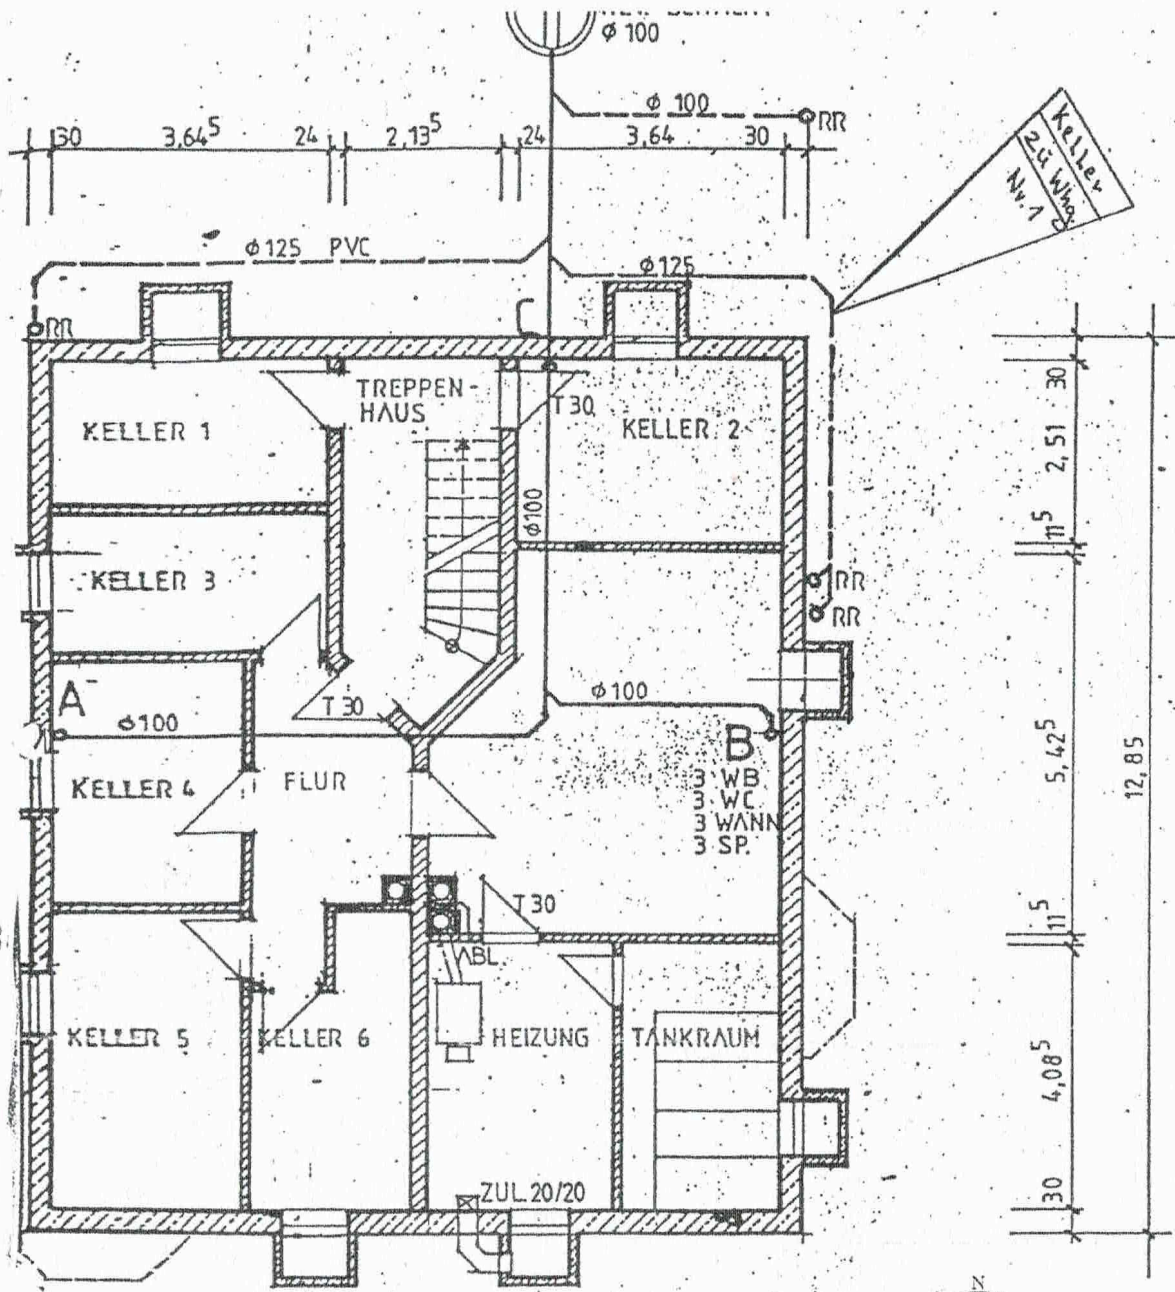 φ 100
φ 100
RR
30 3,64⁵ 24 2,13⁵ 24 3,64 30
Keller
zu Whg
Nr. 1
φ 125 PVC
φ 125
RR
TREPPEN-
HAUS
T 30
KELLER 1
KELLER 2
30
2,51
11⁵
φ100
KELLER 3
RR
RR
A
φ 100
T 30
φ 100
B
KELLER 4
FLUR
3 WB
3 WC
3 WANN
3 SP.
5,42⁵
12,85
T 30
11⁵
ABL.
KELLER 5
KELLER 6
HEIZUNG
TANKRAUM
4,08⁵
30
ZUL.20/20
N